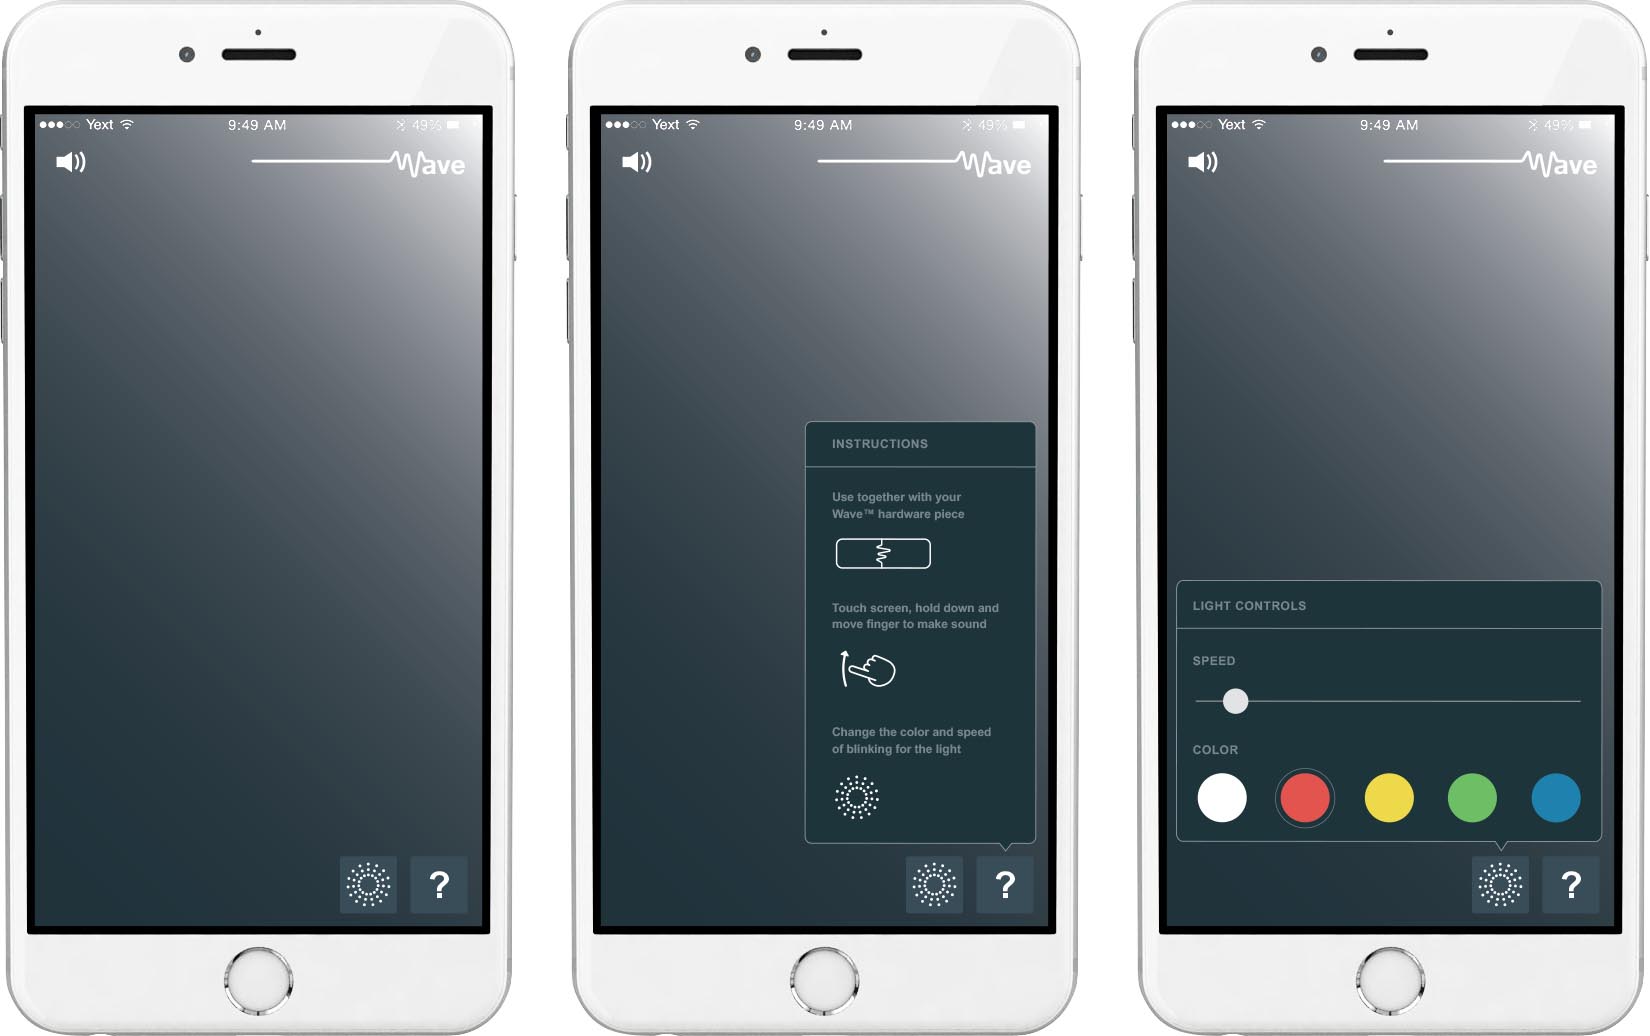 Yext 9:49 AM 49%
Wave
?
Yext 9:49 AM 49%
Wave
INSTRUCTIONS
Use together with your
Wave™ hardware piece
Touch screen, hold down and
move finger to make sound
Change the color and speed
of blinking for the light
?
Yext 9:49 AM 49%
Wave
LIGHT CONTROLS
SPEED
COLOR
?